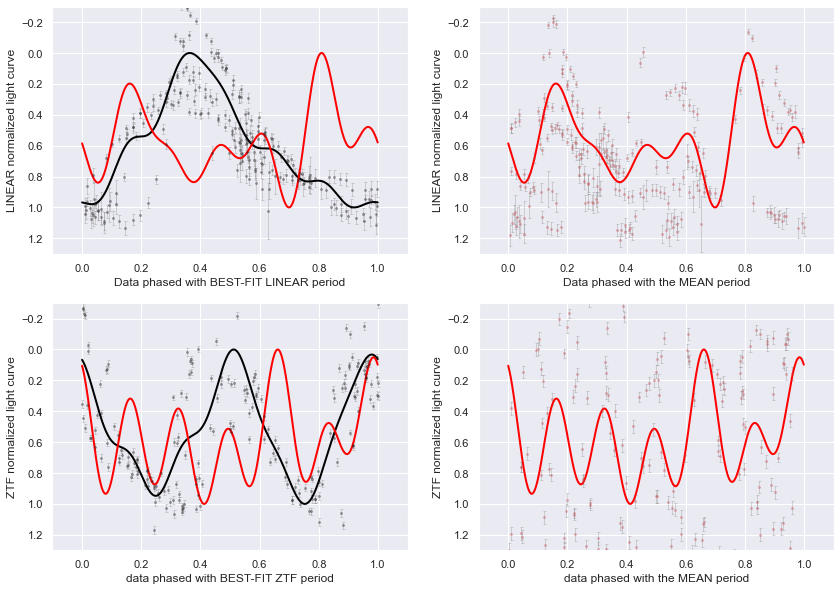 LINEAR normalized light curve
−0.2
0.0
0.2
0.4
0.6
0.8
1.0
1.2
0.0 0.2 0.4 0.6 0.8 1.0
Data phased with BEST-FIT LINEAR period
LINEAR normalized light curve
−0.2
0.0
0.2
0.4
0.6
0.8
1.0
1.2
0.0 0.2 0.4 0.6 0.8 1.0
Data phased with the MEAN period
ZTF normalized light curve
−0.2
0.0
0.2
0.4
0.6
0.8
1.0
1.2
0.0 0.2 0.4 0.6 0.8 1.0
data phased with BEST-FIT ZTF period
ZTF normalized light curve
−0.2
0.0
0.2
0.4
0.6
0.8
1.0
1.2
0.0 0.2 0.4 0.6 0.8 1.0
data phased with the MEAN period